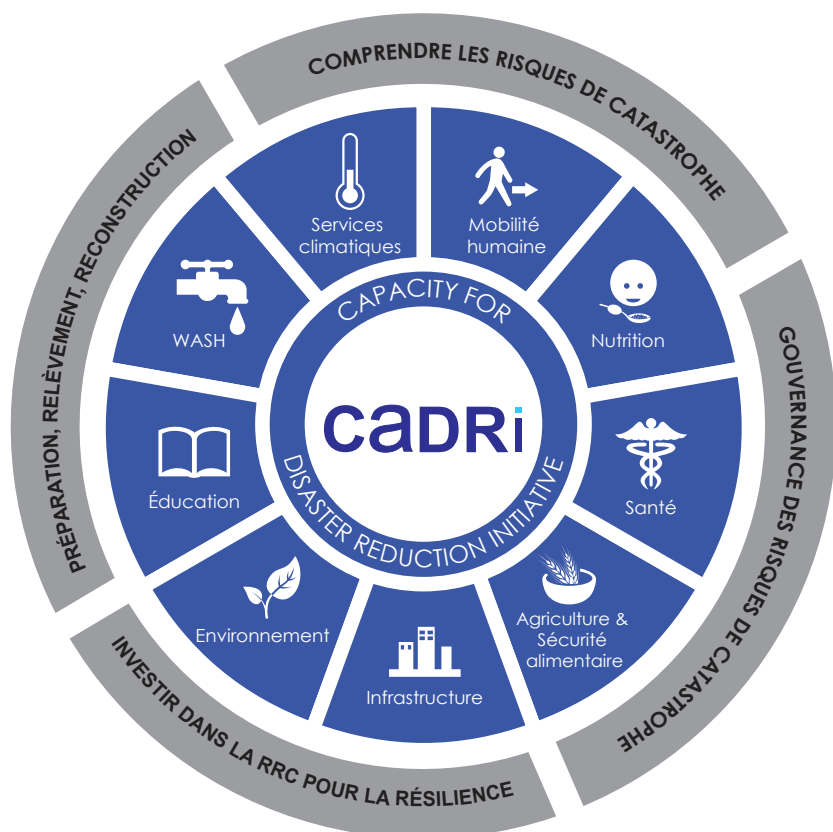 COMPRENDRE LES RISQUES DE CATASTROPHE
GOUVERNANCE DES RISQUES DE CATASTROPHE
INVESTIR DANS LA RRC POUR LA RÉSILIENCE
PRÉPARATION, RELÈVEMENT, RECONSTRUCTION
Services
climatiques
Mobilité
humaine
Nutrition
Santé
Agriculture &
Sécurité
alimentaire
Infrastructure
Environnement
Éducation
WASH
CAPACITY FOR
DISASTER REDUCTION INITIATIVE
CaDRi